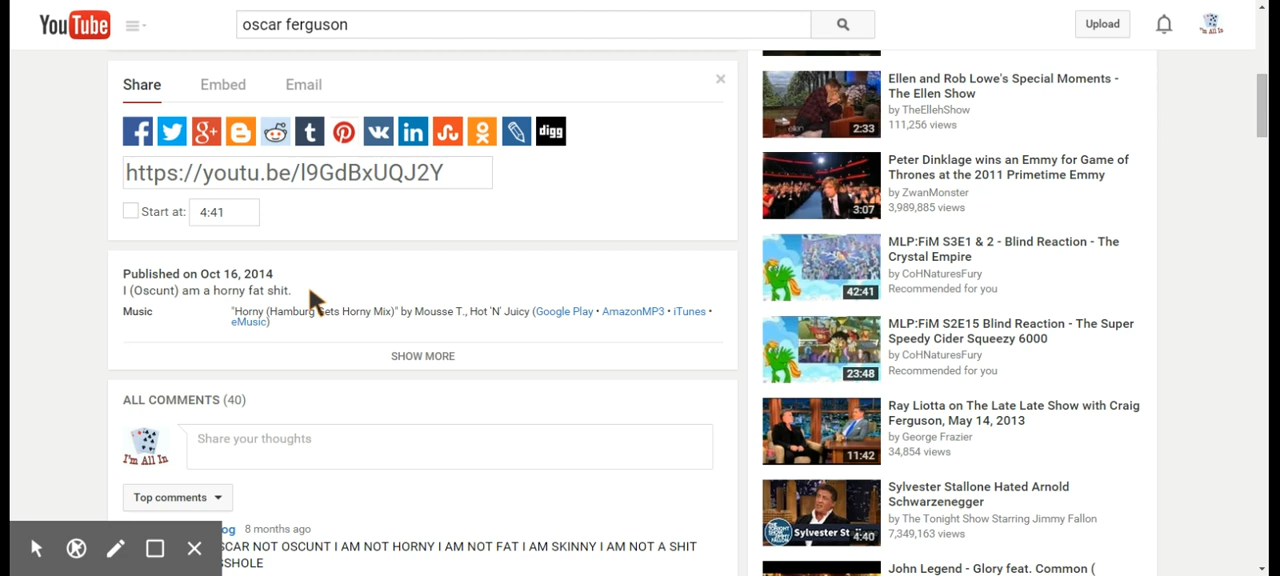 YouTube
oscar ferguson
Upload
I'm All In
Share
Embed
Email
digg
https://youtu.be/l9GdBxUQJ2Y
Start at: 4:41
Published on Oct 16, 2014
I (Oscunt) am a horny fat shit.
Music
"Horny (Hamburg Gets Horny Mix)" by Mousse T., Hot 'N' Juicy (Google Play • AmazonMP3 • iTunes •
eMusic)
SHOW MORE
ALL COMMENTS (40)
I'm All In
Share your thoughts
Top comments
og 8 months ago
SCAR NOT OSCUNT I AM NOT HORNY I AM NOT FAT I AM SKINNY I AM NOT A SHIT
SHOLE
2:33
Ellen and Rob Lowe's Special Moments -
The Ellen Show
by TheEllehShow
111,256 views
3:07
Peter Dinklage wins an Emmy for Game of
Thrones at the 2011 Primetime Emmy
by ZwanMonster
3,989,885 views
42:41
MLP:FiM S3E1 & 2 - Blind Reaction - The
Crystal Empire
by CoHNaturesFury
Recommended for you
23:48
MLP:FiM S2E15 Blind Reaction - The Super
Speedy Cider Squeezy 6000
by CoHNaturesFury
Recommended for you
11:42
Ray Liotta on The Late Late Show with Craig
Ferguson, May 14, 2013
by George Frazier
34,854 views
Sylvester St
4:40
Sylvester Stallone Hated Arnold
Schwarzenegger
by The Tonight Show Starring Jimmy Fallon
7,349,163 views
John Legend - Glory feat. Common (